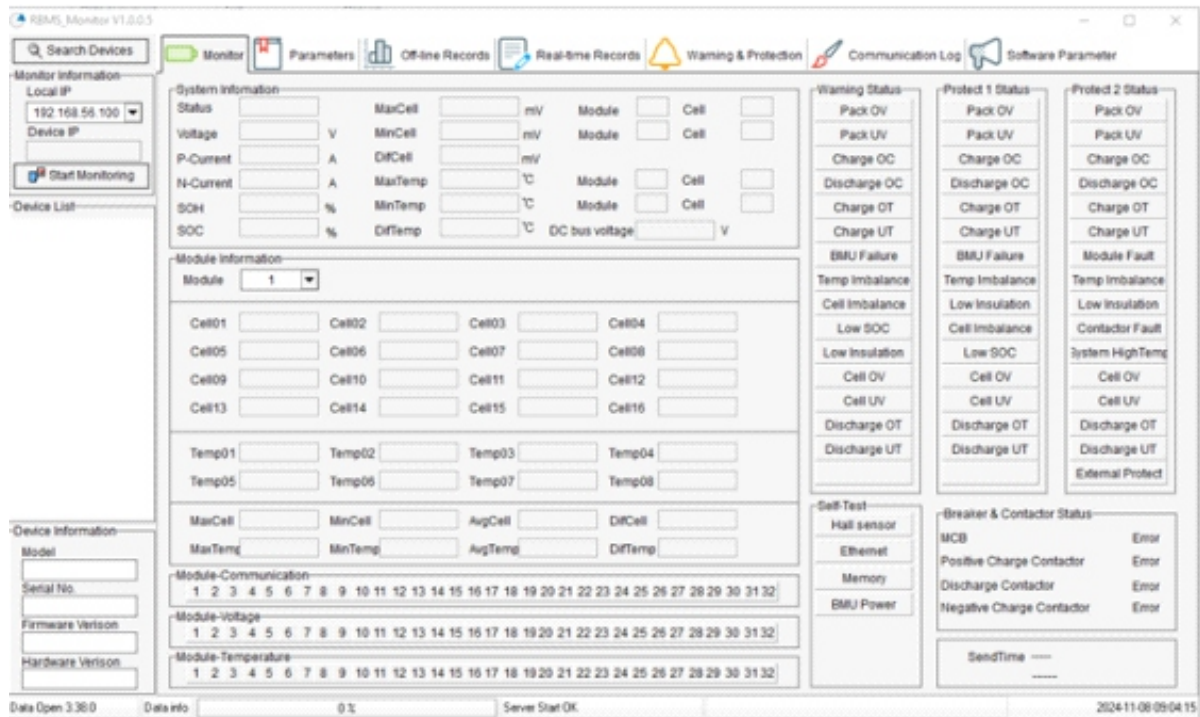 RBMS_Monitor V1.0.0.5
Search Devices
Monitor Parameters Off-line Records Real-time Records Warning & Protection Communication Log Software Parameter
Monitor Information
Local IP
192.168.56.100
Device IP
Start Monitoring
Device List
System Information
Status MaxCell mV Module Cell
Voltage V MinCell mV Module Cell
P-Current A DifCell mV
N-Current A MaxTemp ℃ Module Cell
SOH % MinTemp ℃ Module Cell
SOC % DifTemp ℃ DC bus voltage V
Module Information
Module 1
Cell01 Cell02 Cell03 Cell04
Cell05 Cell06 Cell07 Cell08
Cell09 Cell10 Cell11 Cell12
Cell13 Cell14 Cell15 Cell16
Temp01 Temp02 Temp03 Temp04
Temp05 Temp06 Temp07 Temp08
MaxCell MinCell AvgCell DifCell
MaxTemp MinTemp AvgTemp DifTemp
Module-Communication
1 2 3 4 5 6 7 8 9 10 11 12 13 14 15 16 17 18 19 20 21 22 23 24 25 26 27 28 29 30 31 32
Module-Voltage
1 2 3 4 5 6 7 8 9 10 11 12 13 14 15 16 17 18 19 20 21 22 23 24 25 26 27 28 29 30 31 32
Module-Temperature
1 2 3 4 5 6 7 8 9 10 11 12 13 14 15 16 17 18 19 20 21 22 23 24 25 26 27 28 29 30 31 32
Warning Status
Pack OV
Pack UV
Charge OC
Discharge OC
Charge OT
Charge UT
BMU Failure
Temp Imbalance
Cell Imbalance
Low SOC
Low Insulation
Cell OV
Cell UV
Discharge OT
Discharge UT
Protect 1 Status
Pack OV
Pack UV
Charge OC
Discharge OC
Charge OT
Charge UT
BMU Failure
Temp Imbalance
Low Insulation
Cell Imbalance
Low SOC
Cell OV
Cell UV
Discharge OT
Discharge UT
Protect 2 Status
Pack OV
Pack UV
Charge OC
Discharge OC
Charge OT
Charge UT
Module Fault
Temp Imbalance
Low Insulation
Contactor Fault
System HighTemp
Cell OV
Cell UV
Discharge OT
Discharge UT
External Protect
Self-Test
Hall sensor
Ethernet
Memory
BMU Power
Breaker & Contactor Status
MCB Error
Positive Charge Contactor Error
Discharge Contactor Error
Negative Charge Contactor Error
SendTime ----
-----
Device Information
Model
Serial No.
Firmware Verison
Hardware Verison
Data Open 3.38.0 Data info 0 % Server Start OK 2024-11-08 09:04:15